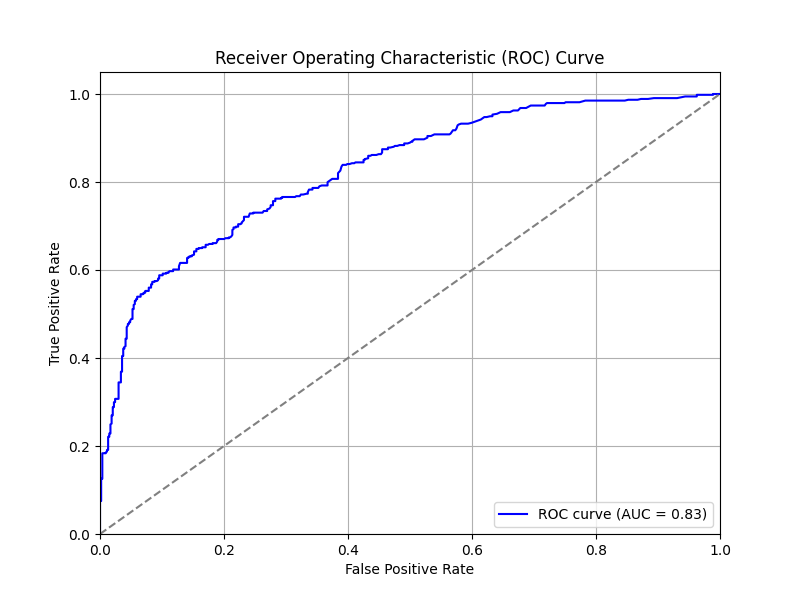 Receiver Operating Characteristic (ROC) Curve
1.0
0.8
0.6
0.4
0.2
0.0
True Positive Rate
ROC curve (AUC = 0.83)
0.0 0.2 0.4 0.6 0.8 1.0
False Positive Rate